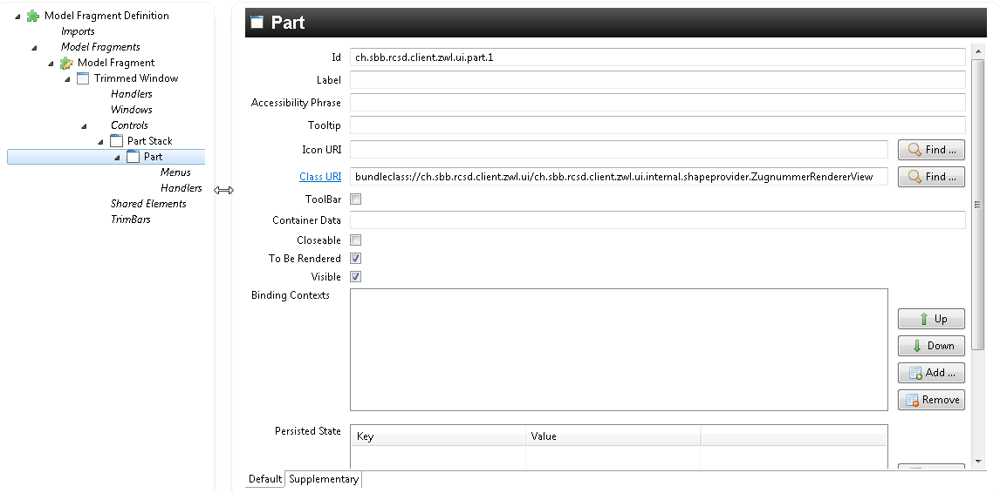 Model Fragment Definition
Imports
Model Fragments
Model Fragment
Trimmed Window
Handlers
Windows
Controls
Part Stack
Part
Menus
Handlers
Shared Elements
TrimBars
Part
Id ch.sbb.rcsd.client.zwl.ui.part.1
Label
Accessibility Phrase
Tooltip
Icon URI Find ...
Class URI bundleclass://ch.sbb.rcsd.client.zwl.ui/ch.sbb.rcsd.client.zwl.ui.internal.shapeprovider.ZugnummerRendererView Find ...
ToolBar
Container Data
Closeable
To Be Rendered
Visible
Binding Contexts
Up
Down
Add ...
Remove
Persisted State Key Value
Default Supplementary